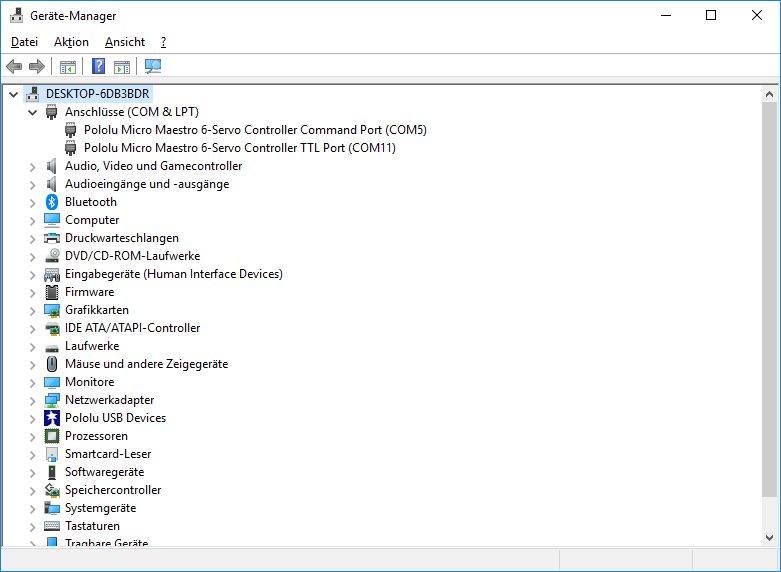 Geräte-Manager
Datei Aktion Ansicht ?
DESKTOP-6DB3BDR
Anschlüsse (COM & LPT)
Pololu Micro Maestro 6-Servo Controller Command Port (COM5)
Pololu Micro Maestro 6-Servo Controller TTL Port (COM11)
Audio, Video und Gamecontroller
Audioeingänge und -ausgänge
Bluetooth
Computer
Druckwarteschlangen
DVD/CD-ROM-Laufwerke
Eingabegeräte (Human Interface Devices)
Firmware
Grafikkarten
IDE ATA/ATAPI-Controller
Laufwerke
Mäuse und andere Zeigegeräte
Monitore
Netzwerkadapter
Pololu USB Devices
Prozessoren
Smartcard-Leser
Softwaregeräte
Speichercontroller
Systemgeräte
Tastaturen
Tragbare Geräte